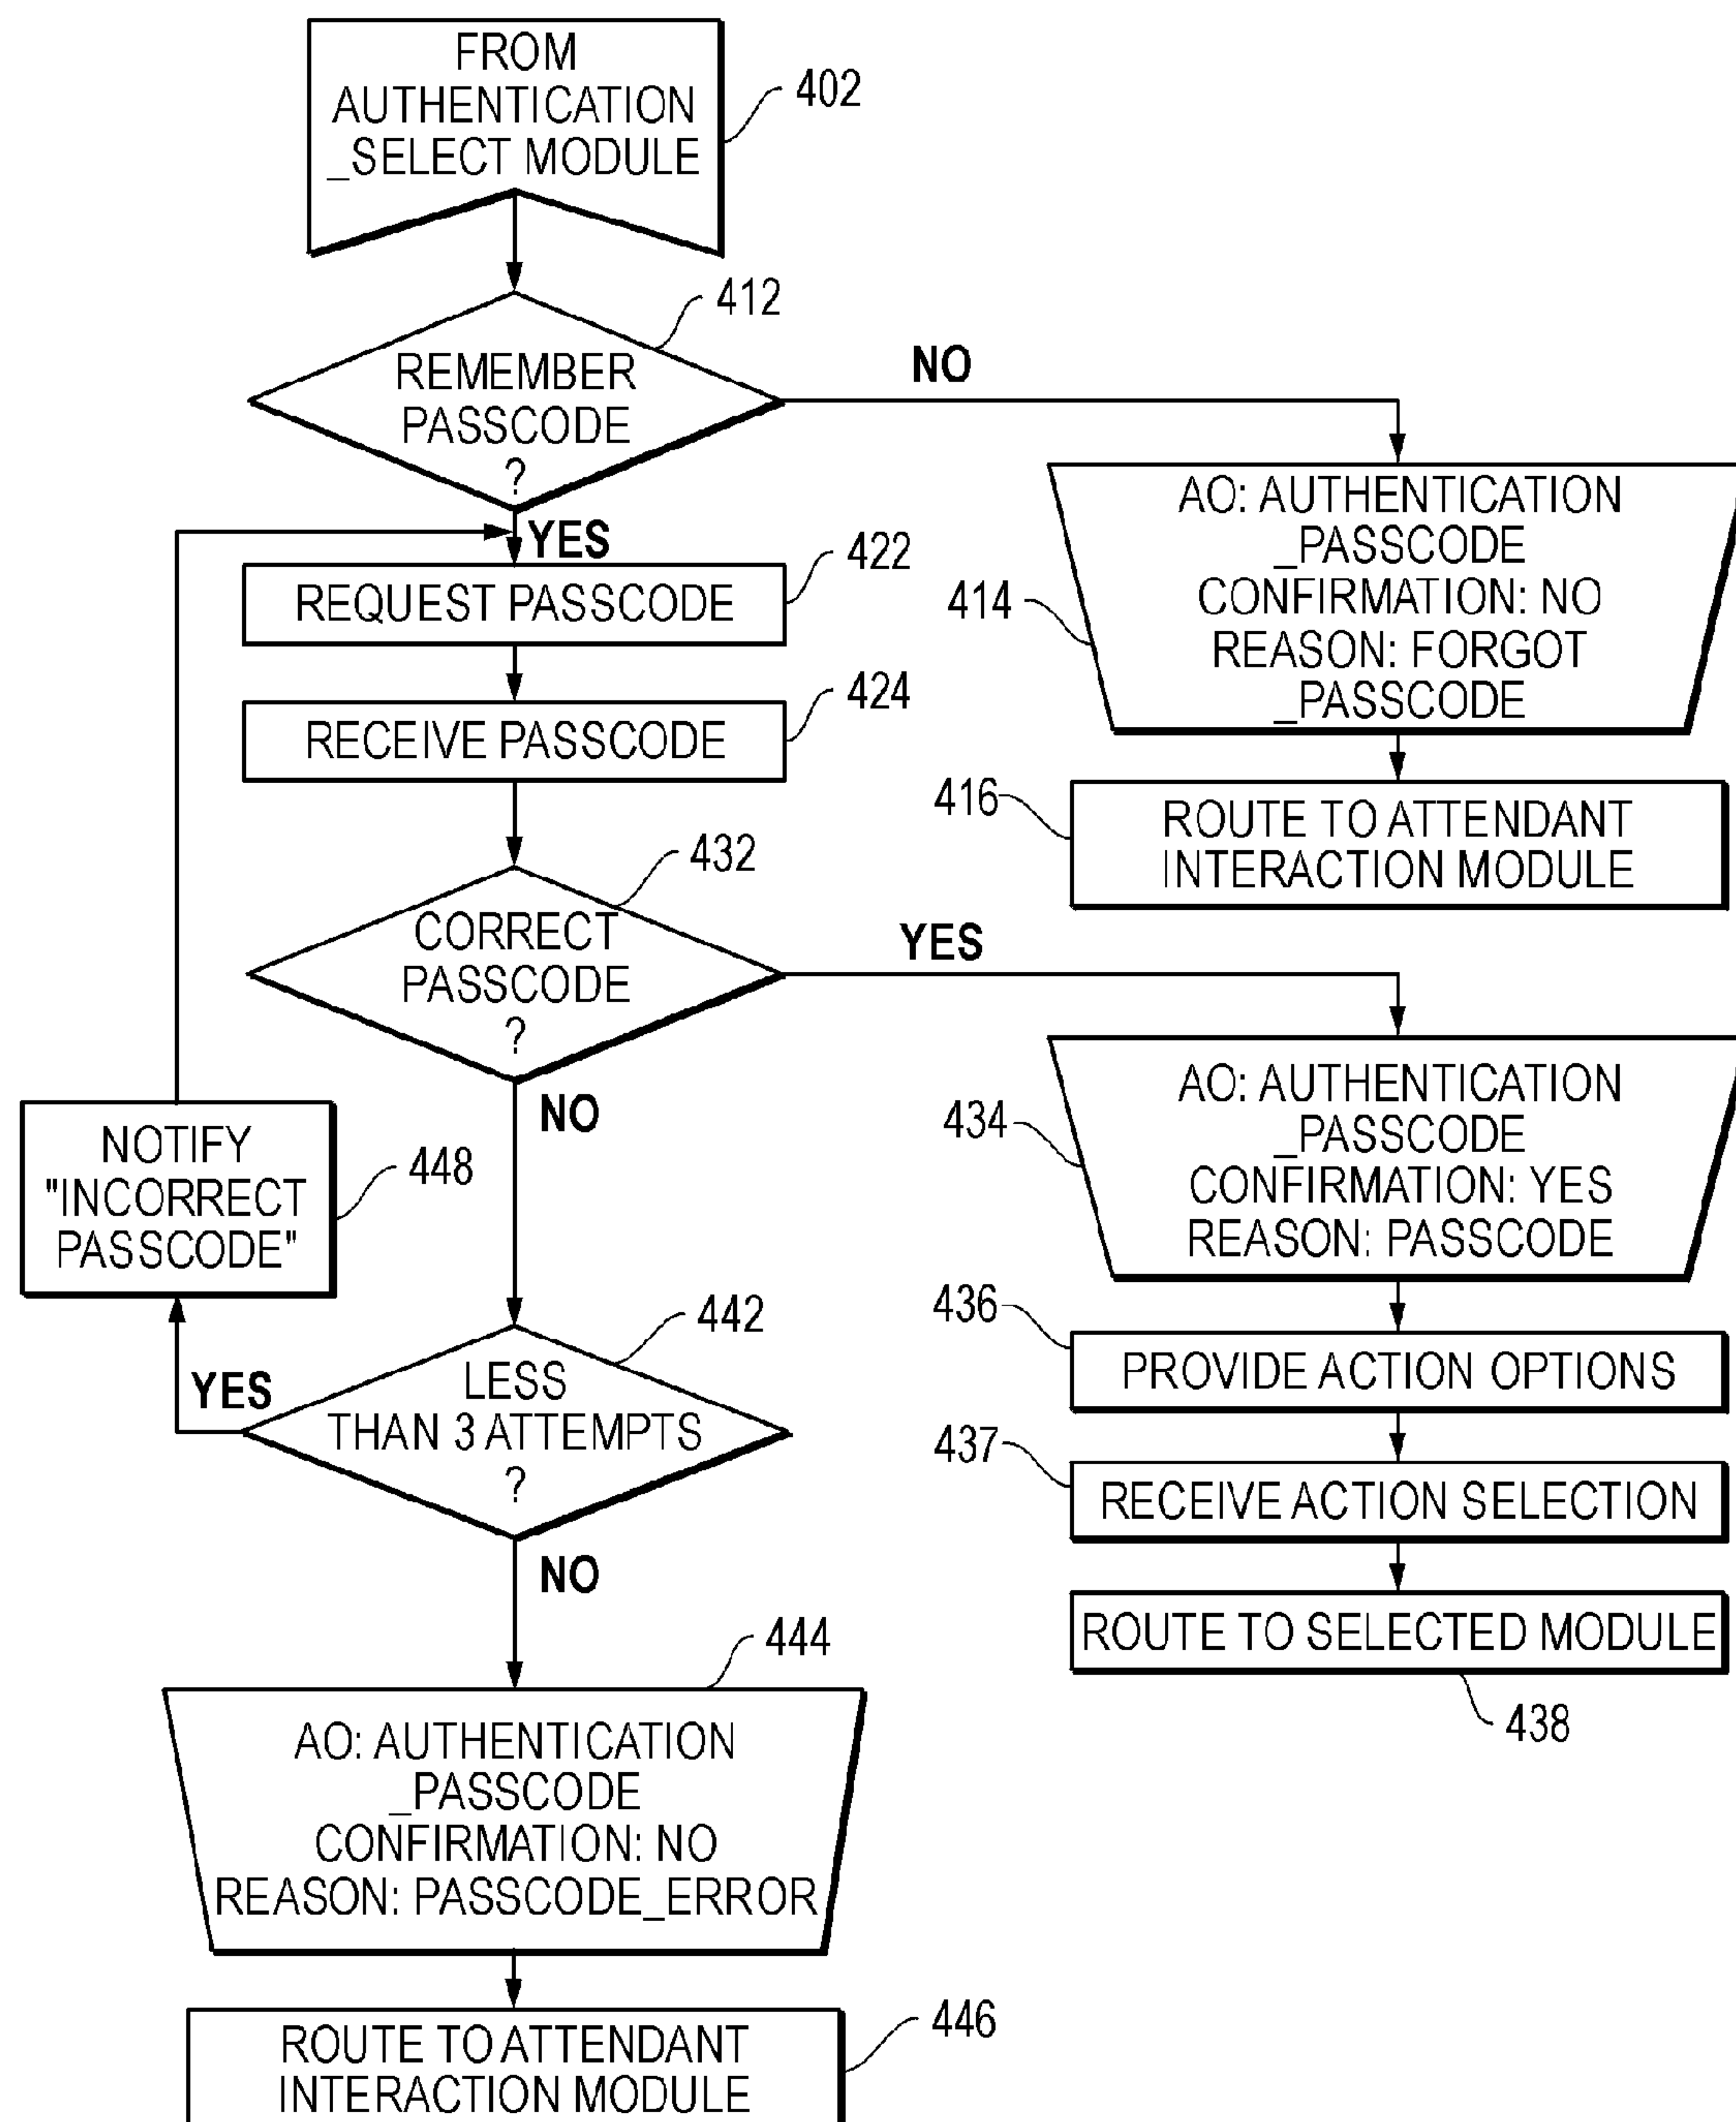 FROM
AUTHENTICATION
_SELECT MODULE
402
412
REMEMBER
PASSCODE
?
NO
YES
AO: AUTHENTICATION
_PASSCODE
CONFIRMATION: NO
REASON: FORGOT
_PASSCODE
414
REQUEST PASSCODE
422
RECEIVE PASSCODE
424
416
ROUTE TO ATTENDANT
INTERACTION MODULE
432
CORRECT
PASSCODE
?
YES
NO
AO: AUTHENTICATION
_PASSCODE
CONFIRMATION: YES
REASON: PASSCODE
434
NOTIFY
"INCORRECT
PASSCODE"
448
436
PROVIDE ACTION OPTIONS
442
LESS
THAN 3 ATTEMPTS
?
YES
NO
437
RECEIVE ACTION SELECTION
ROUTE TO SELECTED MODULE
438
444
AO: AUTHENTICATION
_PASSCODE
CONFIRMATION: NO
REASON: PASSCODE_ERROR
446
ROUTE TO ATTENDANT
INTERACTION MODULE